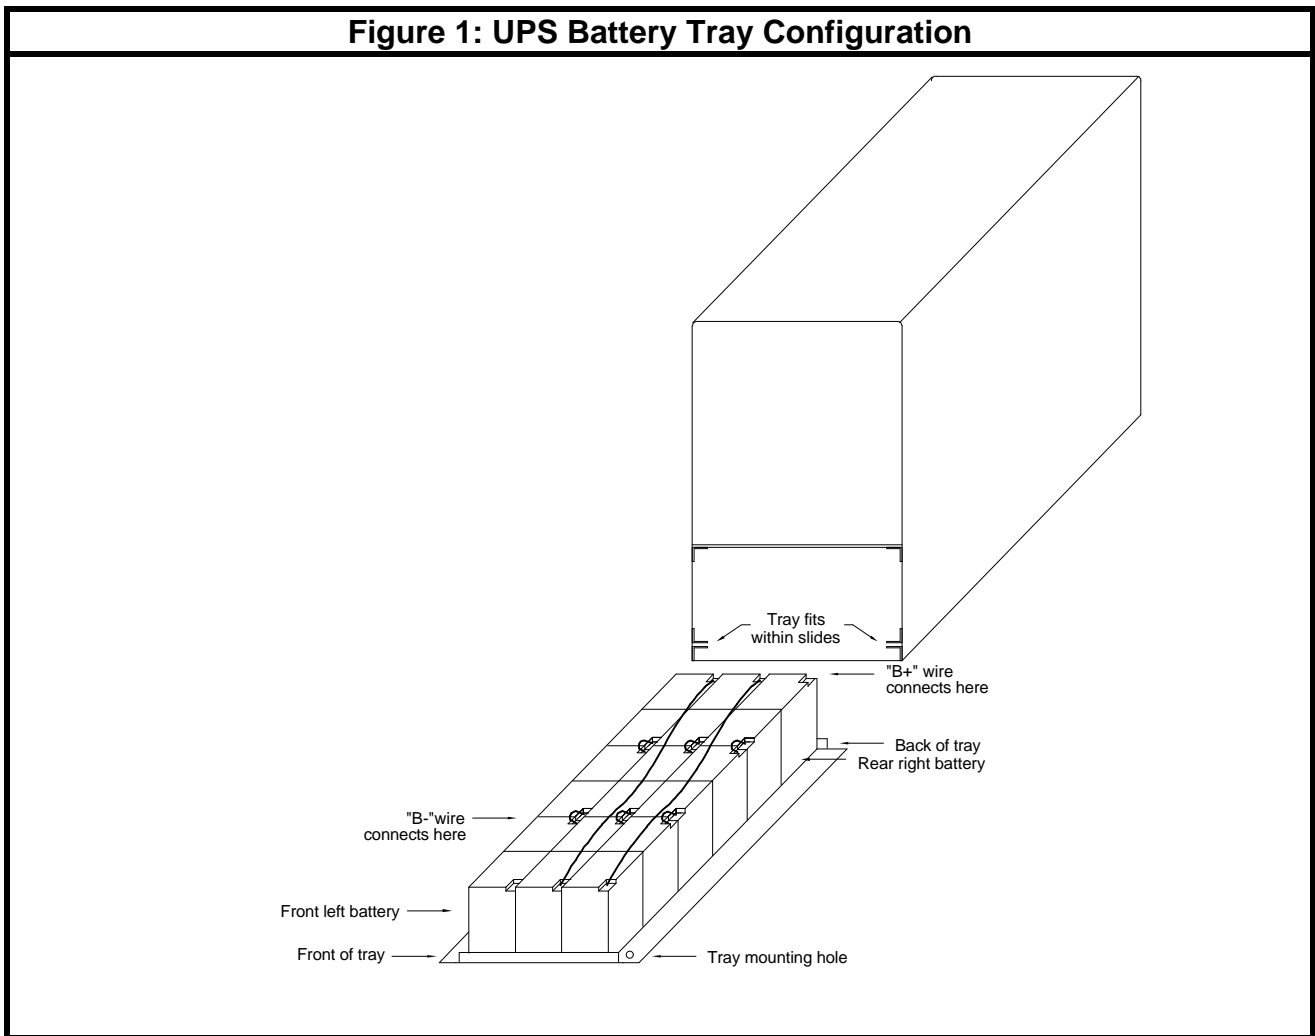 Figure 1: UPS Battery Tray Configuration
Tray fits
within slides
"B+" wire
connects here
Back of tray
Rear right battery
"B-"wire
connects here
Front left battery
Front of tray
Tray mounting hole